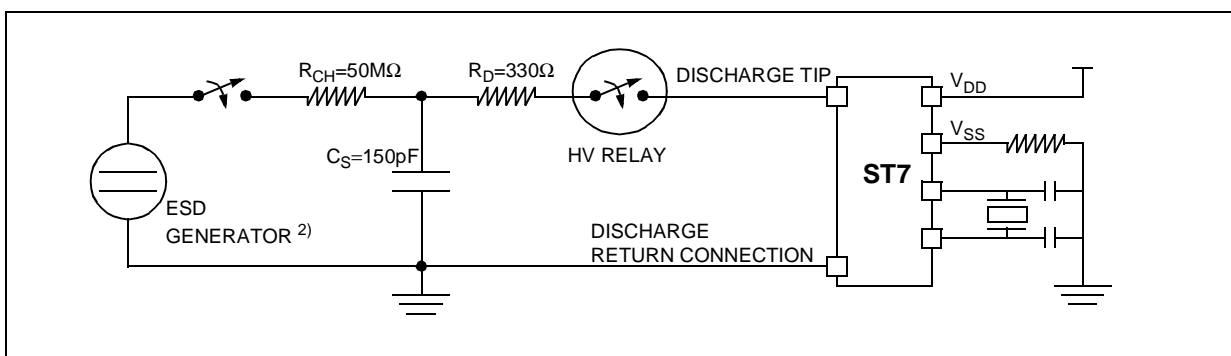 R_CH=50MΩ
R_D=330Ω
DISCHARGE TIP
V_DD
V_SS
C_S=150pF
HV RELAY
ST7
ESD
GENERATOR 2)
DISCHARGE
RETURN CONNECTION